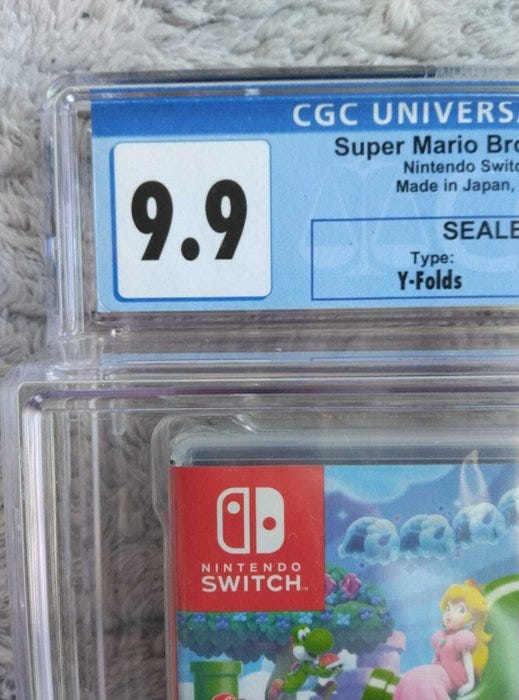 CGC UNIVERSA
9.9
Super Mario Bro
Nintendo Switc
Made in Japan,
SEALE
Type:
Y-Folds
NINTENDO
SWITCH